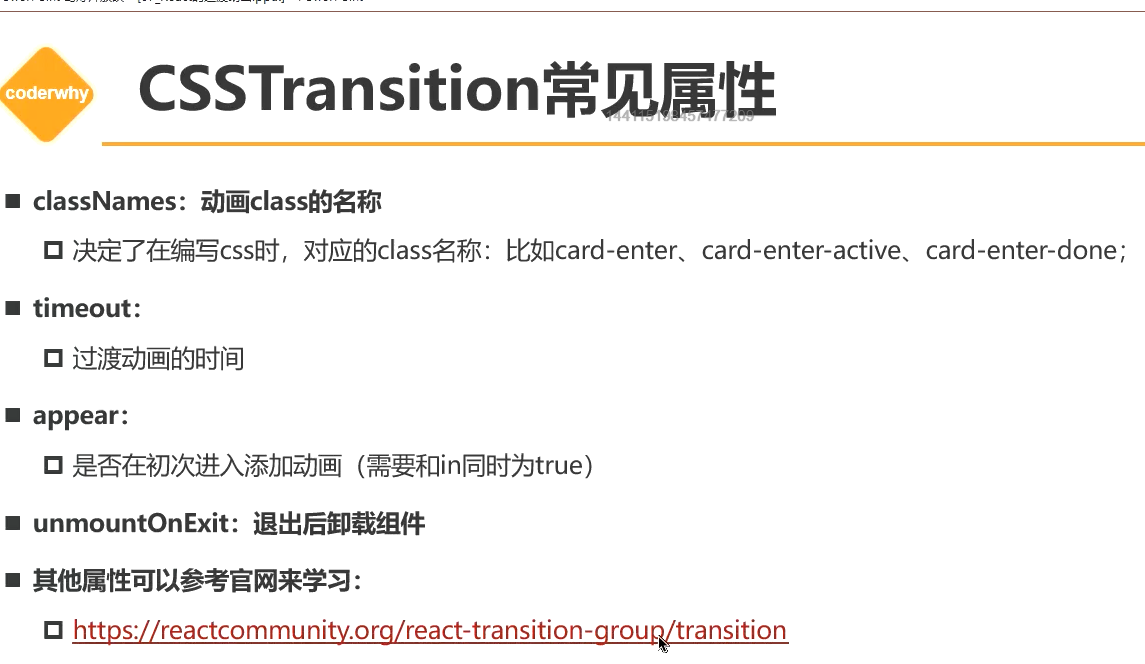 coderwhy
CSSTransition常见属性
classNames：动画class的名称
决定了在编写css时，对应的class名称：比如card-enter、card-enter-active、card-enter-done；
timeout：
过渡动画的时间
appear：
是否在初次进入添加动画（需要和in同时为true）
unmountOnExit：退出后卸载组件
其他属性可以参考官网来学习：
https://reactcommunity.org/react-transition-group/transition